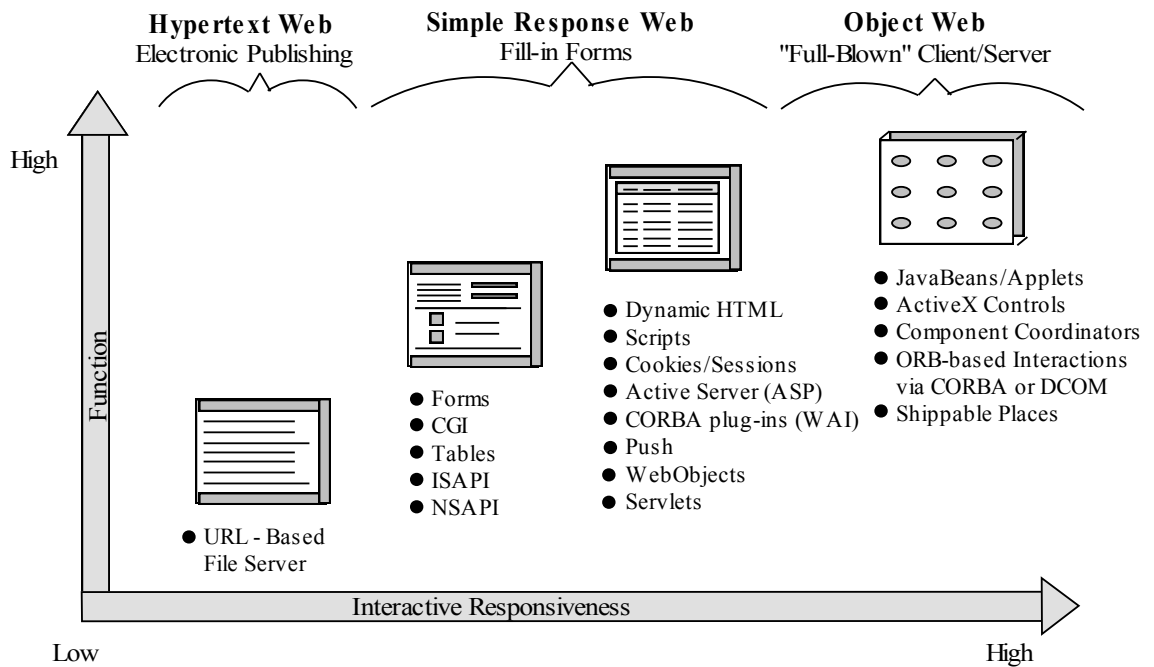 Hypertext Web
Electronic Publishing
Simple Response Web
Fill-in Forms
Object Web
"Full-Blown" Client/Server
High
Function
● URL - Based
File Server
● Forms
● CGI
● Tables
● ISAPI
● NSAPI
● Dynamic HTML
● Scripts
● Cookies/Sessions
● Active Server (ASP)
● CORBA plug-ins (WAI)
● Push
● WebObjects
● Servlets
● JavaBeans/Applets
● ActiveX Controls
● Component Coordinators
● ORB-based Interactions
via CORBA or DCOM
● Shippable Places
Interactive Responsiveness
Low
High